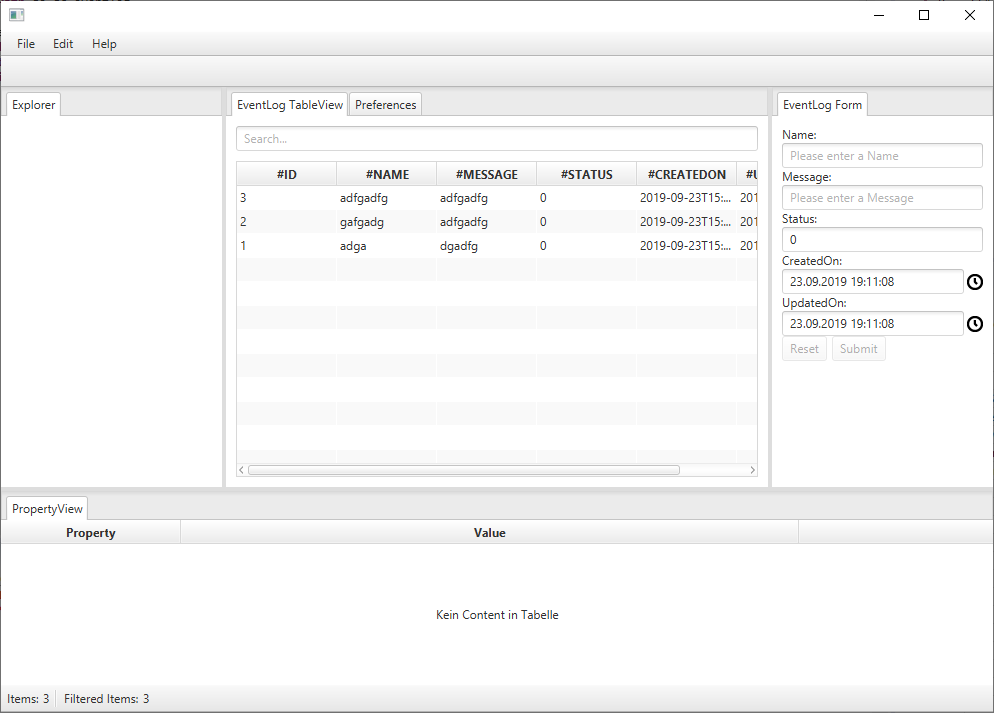 File Edit Help
Explorer
EventLog TableView Preferences
Search...
#ID #NAME #MESSAGE #STATUS #CREATEDON #U
3 adfgadfg adfgadfg 0 2019-09-23T15:... 201
2 gafgadg adfgadfg 0 2019-09-23T15:... 201
1 adga dgadfg 0 2019-09-23T15:... 201
EventLog Form
Name:
Please enter a Name
Message:
Please enter a Message
Status:
0
CreatedOn:
23.09.2019 19:11:08
UpdatedOn:
23.09.2019 19:11:08
Reset Submit
PropertyView
Property Value
Kein Content in Tabelle
Items: 3 Filtered Items: 3